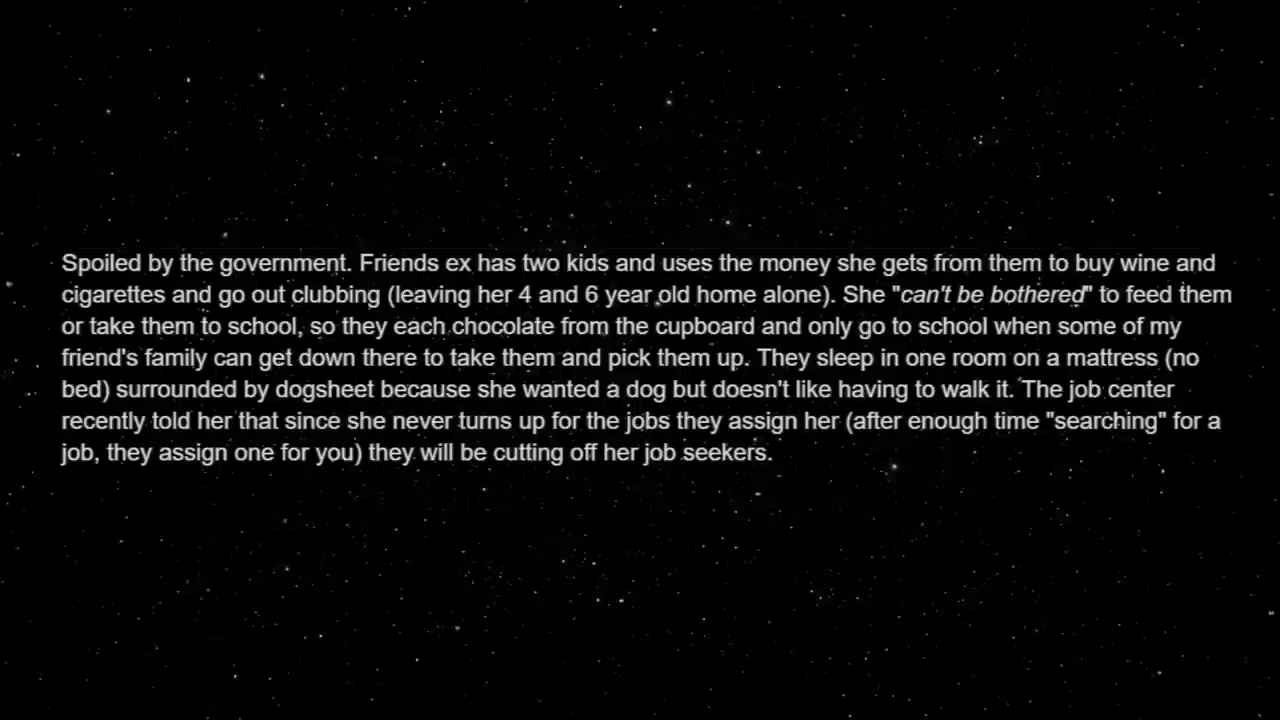 Spoiled by the government. Friends ex has two kids and uses the money she gets from them to buy wine and
cigarettes and go out clubbing (leaving her 4 and 6 year old home alone). She "can't be bothered" to feed them
or take them to school, so they each chocolate from the cupboard and only go to school when some of my
friend's family can get down there to take them and pick them up. They sleep in one room on a mattress (no
bed) surrounded by dogsheet because she wanted a dog but doesn't like having to walk it. The job center
recently told her that since she never turns up for the jobs they assign her (after enough time "searching" for a
job, they assign one for you) they will be cutting off her job seekers.